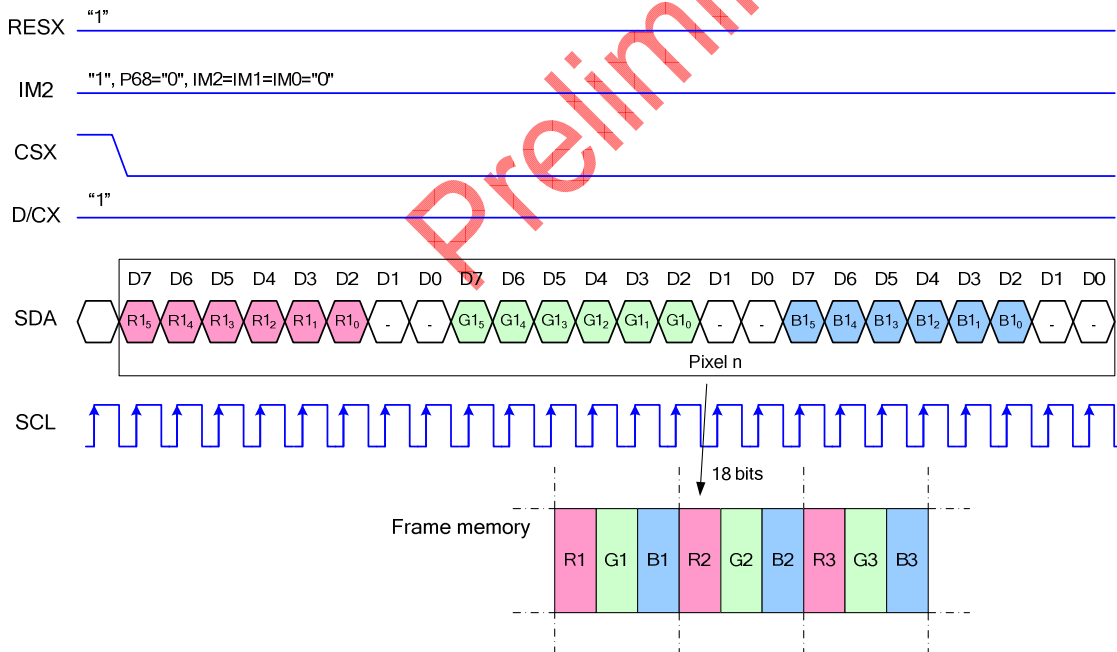 RESX “1”
IM2 "1", P68="0", IM2=IM1=IM0="0"
CSX
D/CX “1”
D7 D6 D5 D4 D3 D2 D1 D0 D7 D6 D5 D4 D3 D2 D1 D0 D7 D6 D5 D4 D3 D2 D1 D0
SDA R1₅ R1₄ R1₃ R1₂ R1₁ R1₀ - - G1₅ G1₄ G1₃ G1₂ G1₁ G1₀ - - B1₅ B1₄ B1₃ B1₂ B1₁ B1₀ - -
Pixel n
SCL
18 bits
Frame memory
R1 G1 B1 R2 G2 B2 R3 G3 B3